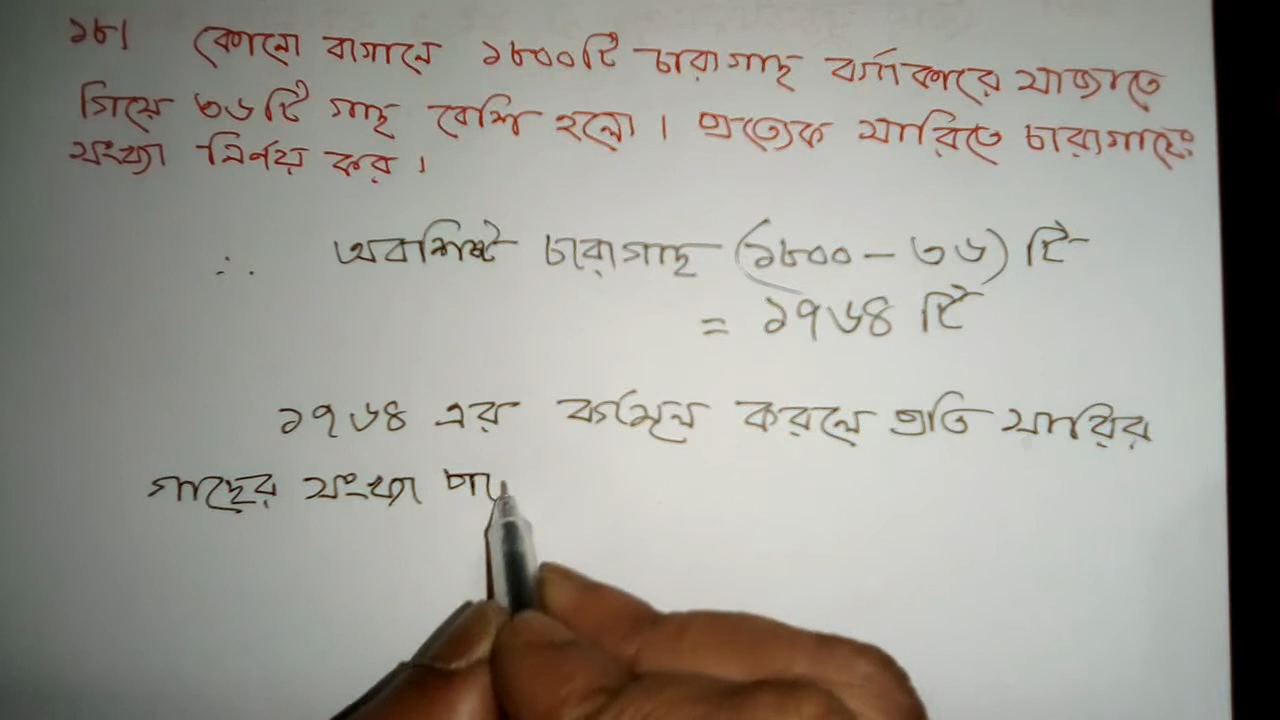 ১৮। কোনো বাগানে ১৮০০টি চারাগাছ বর্গাকারে সাজাতে
গিয়ে ৩৬টি গাছ বেশি হলো। প্রত্যেক সারিতে চারাগাছের
সংখ্যা নির্ণয় কর।
∴ অবশিষ্ট চারাগাছ (১৮০০ - ৩৬) টি
= ১৭৬৪ টি
১৭৬৪ এর বর্গমূল করলে প্রতি সারির
গাছের সংখ্যা